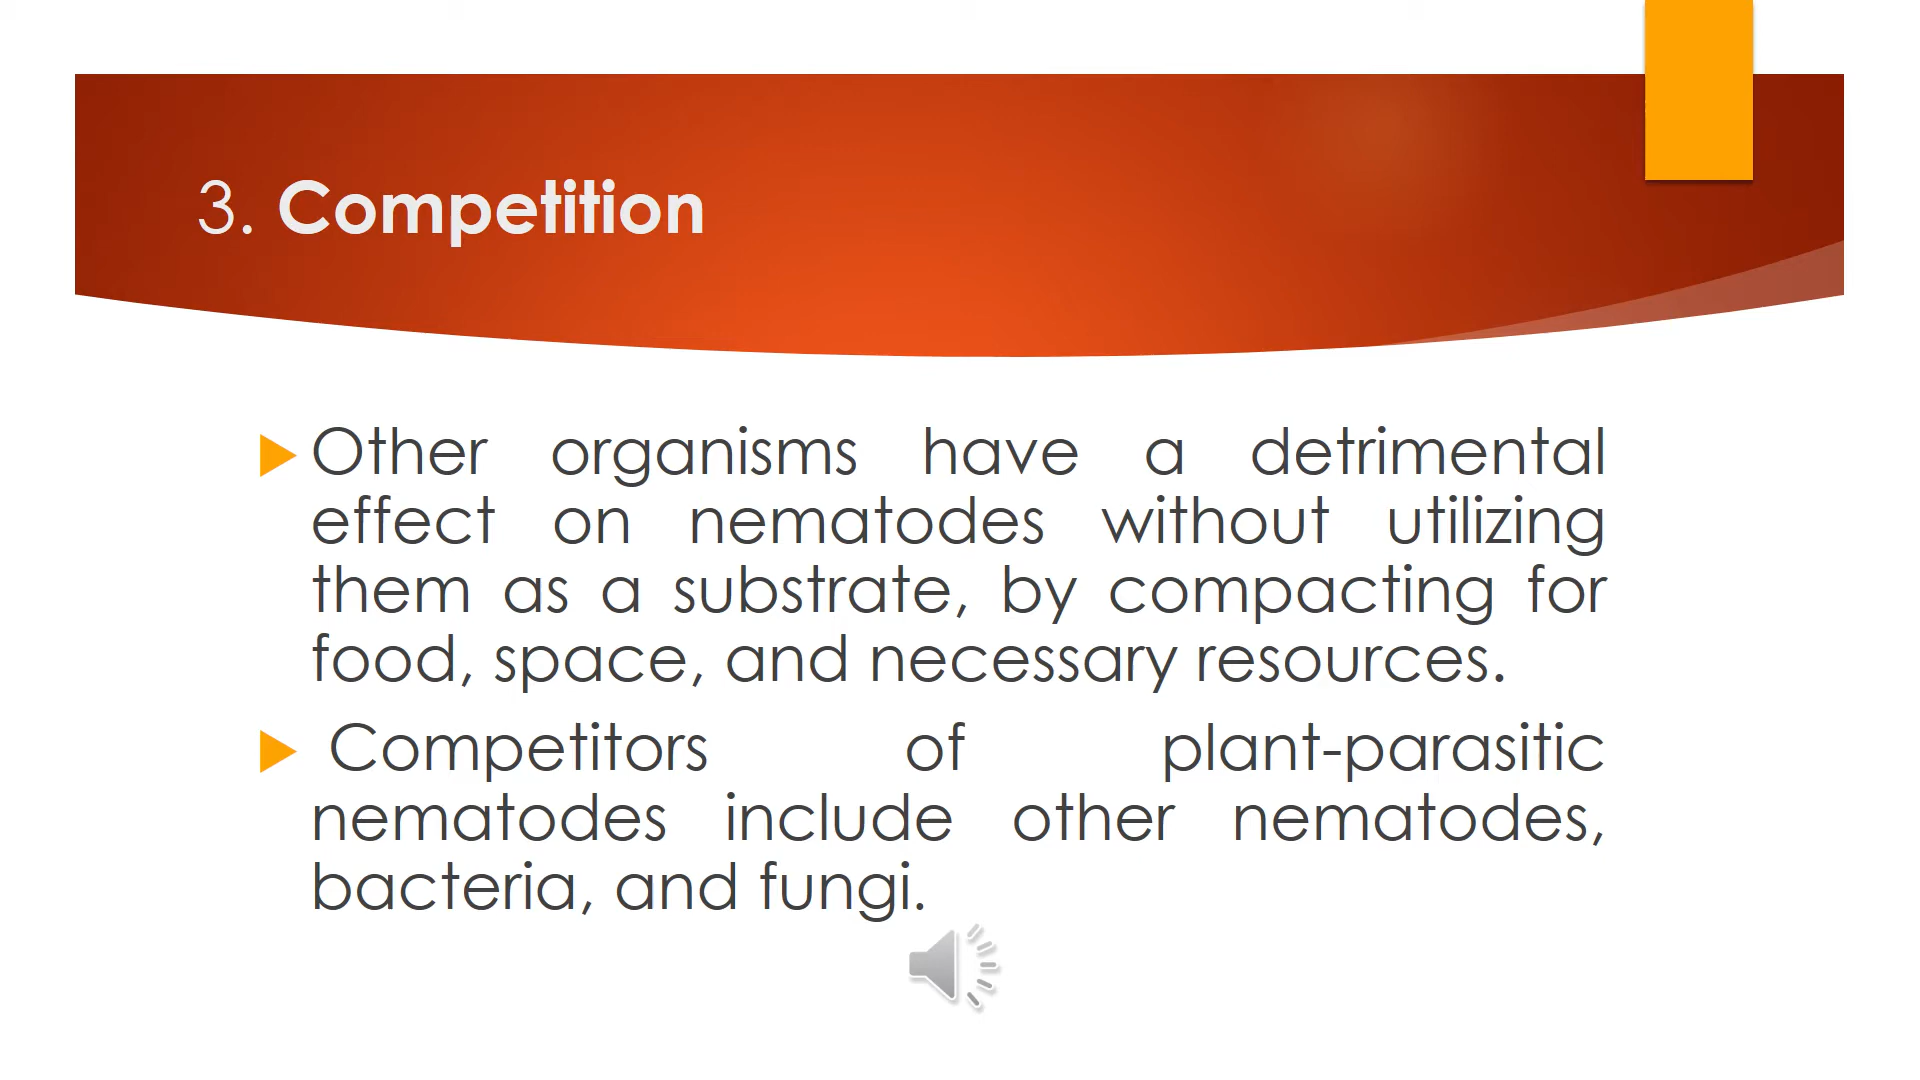 3. Competition
Other organisms have a detrimental
effect on nematodes without utilizing
them as a substrate, by compacting for
food, space, and necessary resources.
Competitors of plant-parasitic
nematodes include other nematodes,
bacteria, and fungi.